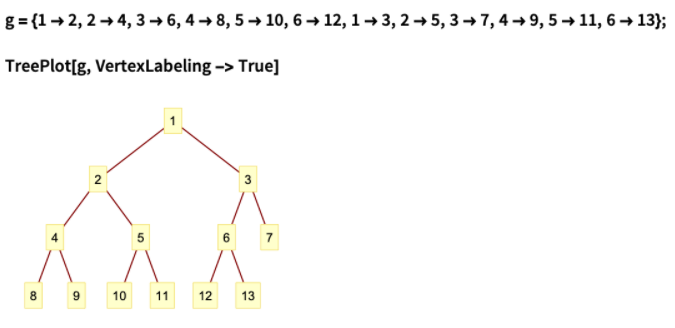 g = {1 → 2, 2 → 4, 3 → 6, 4 → 8, 5 → 10, 6 → 12, 1 → 3, 2 → 5, 3 → 7, 4 → 9, 5 → 11, 6 → 13};
TreePlot[g, VertexLabeling -> True]
1
2 3
4 5 6 7
8 9 10 11 12 13